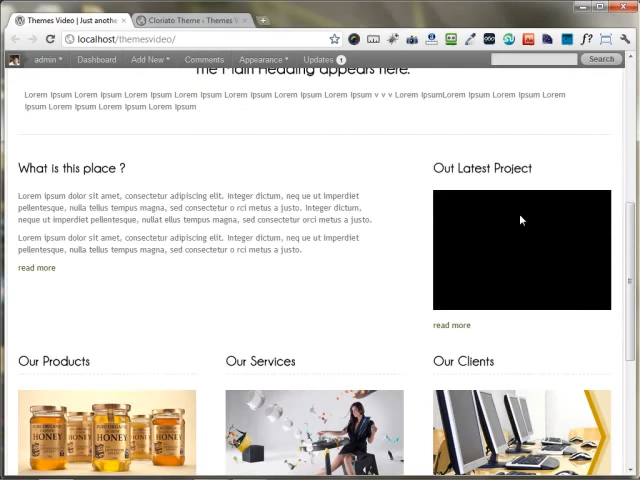 Themes Video | Just anothe
Cloriato Theme - Themes V
localhost/themesvideo/
admin
Dashboard
Add New
Comments
Appearance
Updates 1
Search
The Main Heading appears here.
Lorem Ipsum Lorem Ipsum Lorem Ipsum Lorem Ipsum Lorem Ipsum Lorem Ipsum Lorem Ipsum v v v Lorem IpsumLorem Ipsum Lorem Ipsum Lorem Ipsum
Lorem Ipsum Lorem Ipsum Lorem Ipsum Lorem Ipsum
What is this place ?
Lorem ipsum dolor sit amet, consectetur adipiscing elit. Integer dictum, neq ue ut imperdiet
pellentesque, nulla tellus tempus magna, sed consectetur o rci metus a justo. Integer dictum,
neque ut imperdiet pellentesque, nullat ellus tempus magna, sed consectetur orci metus a justo.
Lorem ipsum dolor sit amet, consectetur adipiscing elit. Integer dictum, neq ue ut imperdiet
pellentesque, nulla tellus tempus magna, sed consectetur o rci metus a justo.
read more
Out Latest Project
read more
Our Products
Our Services
Our Clients
HONEY
HONEY
HONEY